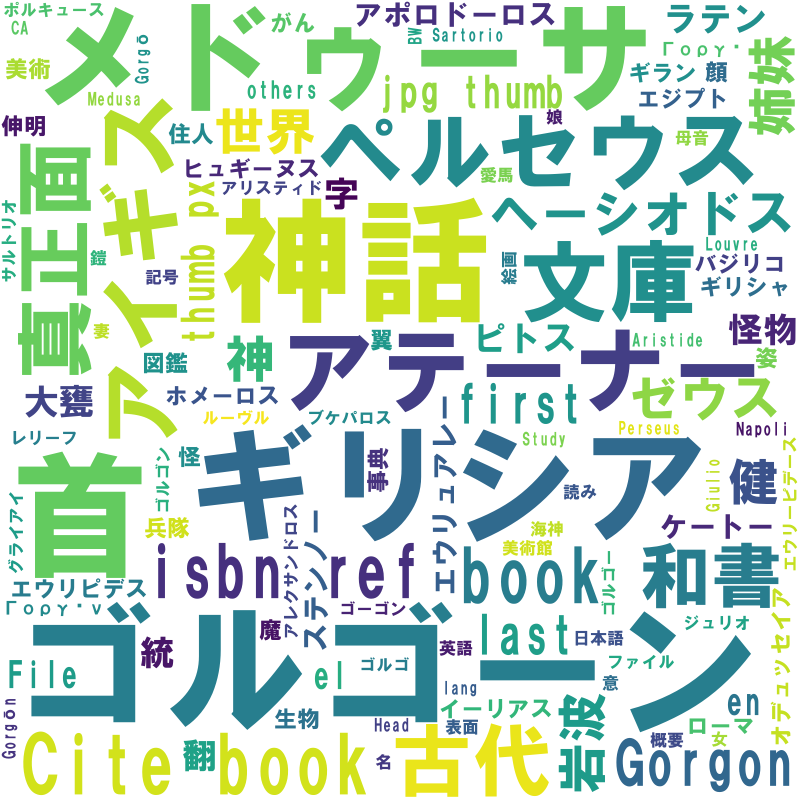 ポルキュース
CA
がん
アポロドーロス
ラテン
メドゥーサ
Gorgō
BW
Sartorio
美術
Medusa
others
jpg thumb
ギラン
顔
エジプト
姉妹
伸明
住人
世界
娘
母音
ペルセウス
アイギス
真正面
ヒュギーヌス
アリスティド
字
愛馬
ヘーシオドス
サルトリオ
鎧
記号
thumb px
神話
絵画
文庫
Louvre
バジリコ
ギリシャ
妻
図鑑
神
アテーナー
翼
ピトス
Aristide
怪物
姿
大甕
ホメーロス
ルーヴル
ブケパロス
first
ゼウス
レリーフ
首
怪
ギリシア
事典
エウリュアレー
Study
Perseus
Napoli
読み
Giulio
健
エウリーピデース
グライアイ
ゴルゴン
兵隊
アレクサンドロス
ステンノー
海神
美術館
ケートー
エウリピデス
isbn
ref
ゴーゴン
book
ゴルゴー
和書
ゴルゴーン
統
魔
last
英語
日本語
ジュリオ
File
el
ゴルゴ
ファイル
オデュッセイア
Gorgōn
生物
lang
意
Head
表面
イーリアス
岩波
en
ローマ
概要
女
Cite
翻
book
名
古代
Gorgon